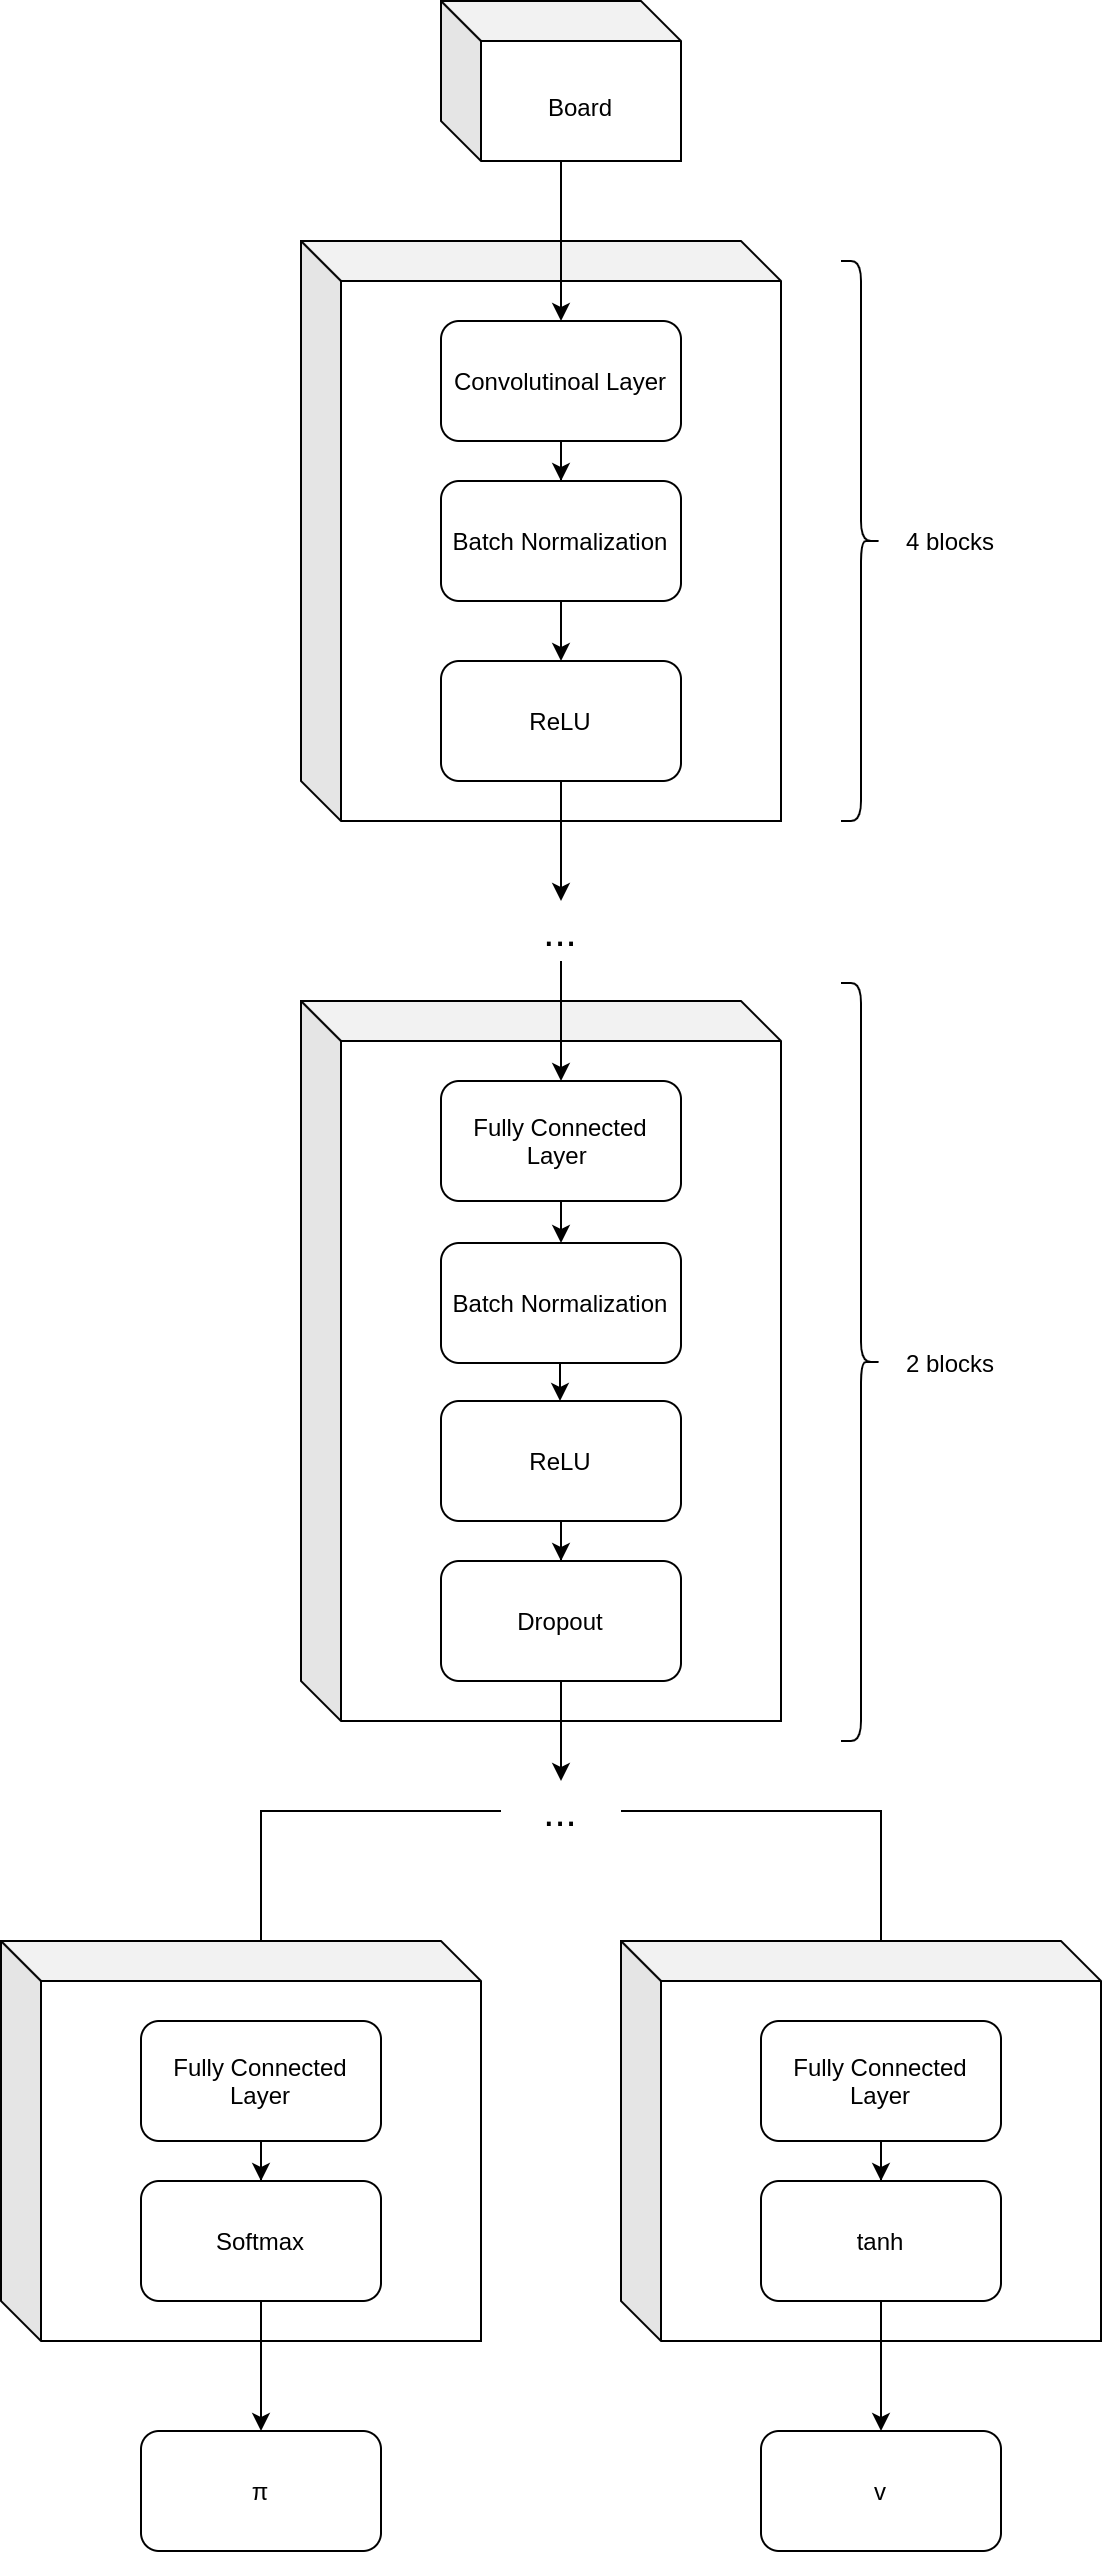 Board
Convolutinoal Layer
Batch Normalization
4 blocks
ReLU
...
Fully Connected
Layer
Batch Normalization
2 blocks
ReLU
Dropout
...
Fully Connected
Layer
Fully Connected
Layer
Softmax
tanh
π
v